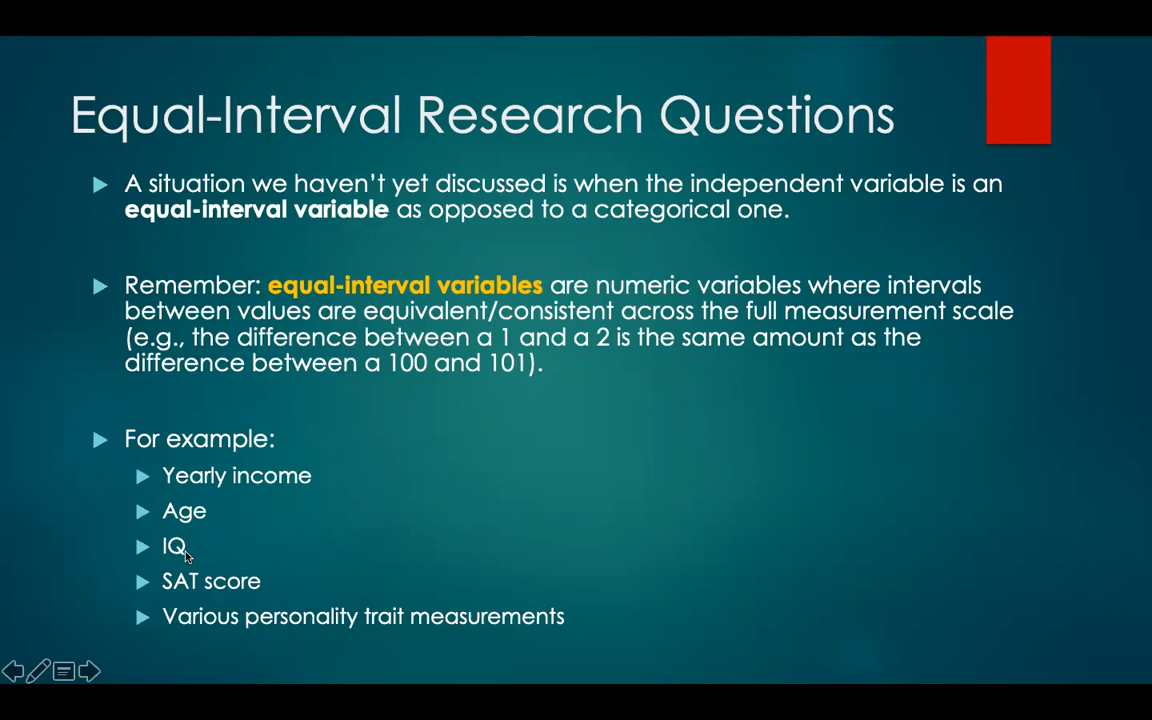 Equal-Interval Research Questions
A situation we haven't yet discussed is when the independent variable is an
equal-interval variable as opposed to a categorical one.
Remember: equal-interval variables are numeric variables where intervals
between values are equivalent/consistent across the full measurement scale
(e.g., the difference between a 1 and a 2 is the same amount as the
difference between a 100 and 101).
For example:
Yearly income
Age
IQ
SAT score
Various personality trait measurements